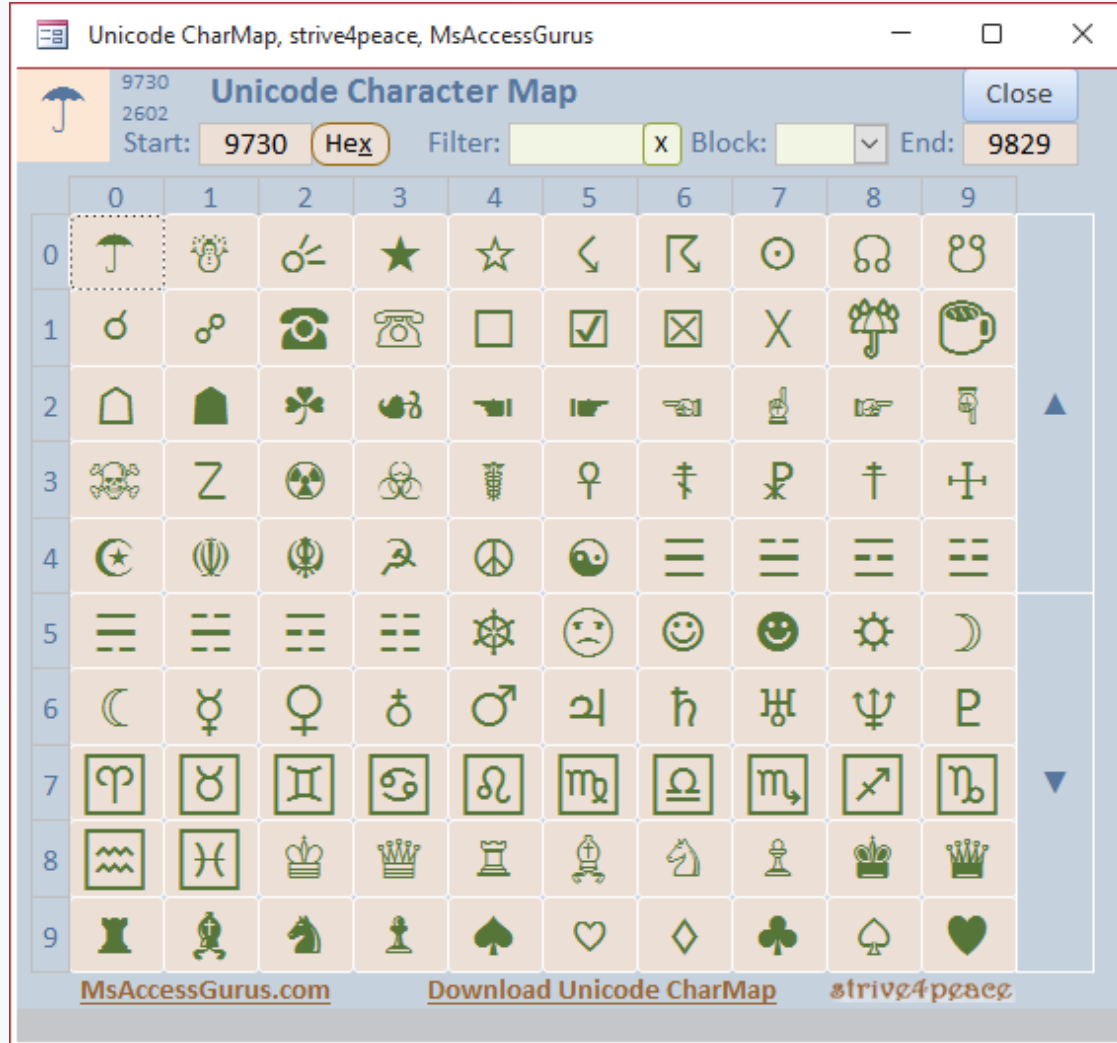 Unicode CharMap, strive4peace, MsAccessGurus
9730 Unicode Character Map Close
2602
Start: 9730 Hex Filter: x Block: End: 9829
0 1 2 3 4 5 6 7 8 9
0 ☂ ☃ ☄ ★ ☆ ☇ ☈ ☉ ☊ ☋
1 ☌ ☍ ☎ ☏ ☐ ☑ ☒ ☓ ☔ ☕
2 ☖ ☗ ☘ ☙ ☚ ☛ ☜ ☝ ☞ ☟
3 ☠ ☡ ☢ ☣ ☤ ☥ ☦ ☧ ☨ ☩
4 ☪ ☫ ☬ ☭ ☮ ☯ ☰ ☱ ☲ ☳
5 ☴ ☵ ☶ ☷ ☸ ☹ ☺ ☻ ☼ ☽
6 ☾ ☿ ♀ ♁ ♂ ♃ ♄ ♅ ♆ ♇
7 ♈ ♉ ♊ ♋ ♌ ♍ ♎ ♏ ♐ ♑
8 ♒ ♓ ♔ ♕ ♖ ♗ ♘ ♙ ♚ ♛
9 ♜ ♝ ♞ ♟ ♠ ♡ ♢ ♣ ♤ ♥
MsAccessGurus.com Download Unicode CharMap strive4peace